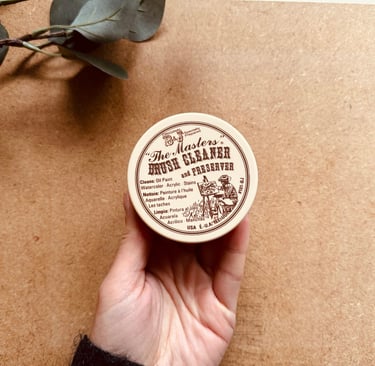 "The Masters"
BRUSH CLEANER
and PRESERVER
Cleans: Oil Paint
Watercolor Acrylic Stains
Nettoie: Peinture à l'huile
Aquarelle Acrylique
Les taches
Limpia: Pintura
Acuarela
Acrílico Manchas
USA